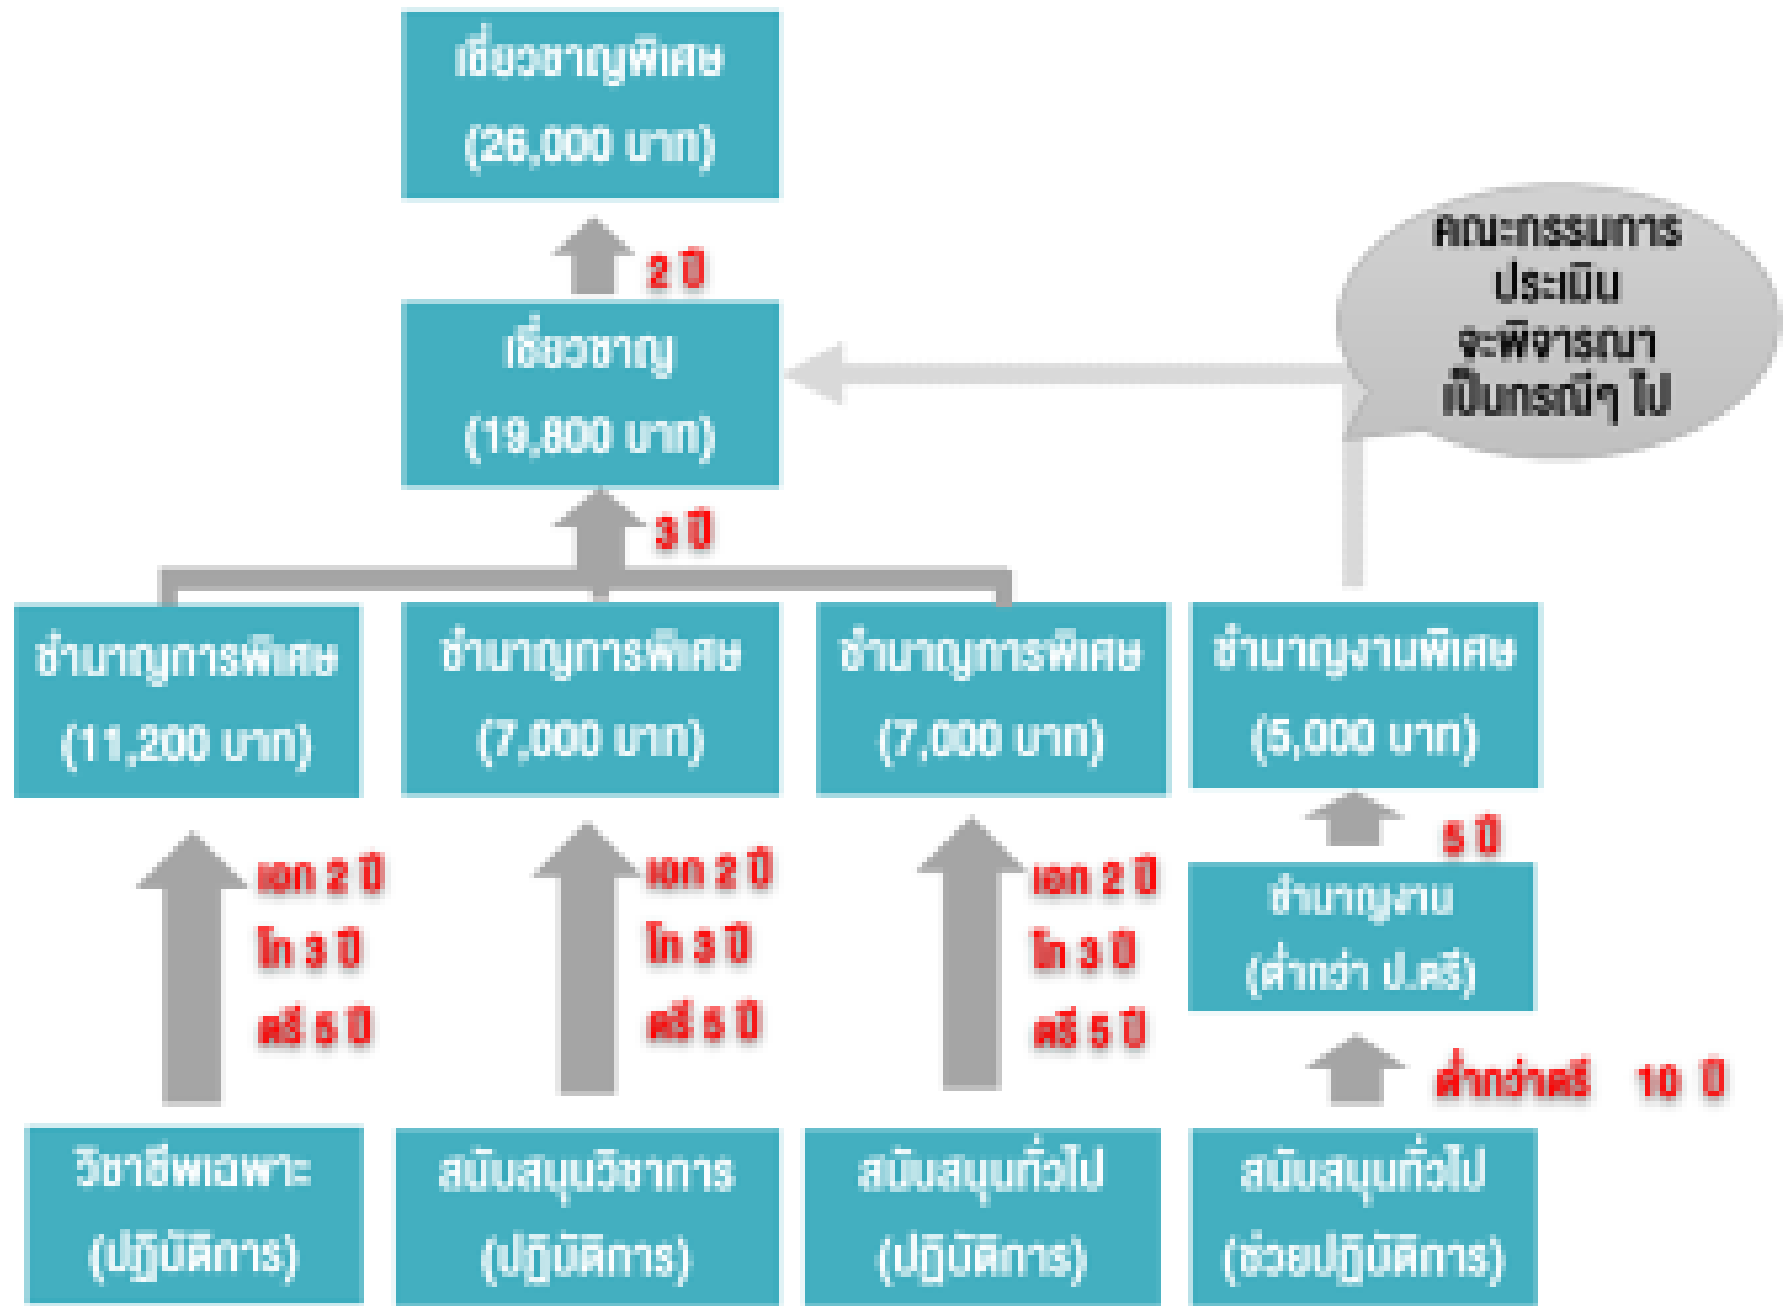 เชี่ยวชาญพิเศษ
(26,000 บาท)
2 ปี
เชี่ยวชาญ
(19,800 บาท)
คณะกรรมการ
ประเมิน
จะพิจารณา
เป็นกรณีๆ ไป
3 ปี
ชำนาญการพิเศษ
(11,200 บาท)
ชำนาญการพิเศษ
(7,000 บาท)
ชำนาญการพิเศษ
(7,000 บาท)
ชำนาญงานพิเศษ
(5,000 บาท)
เอก 2 ปี
โท 3 ปี
ตรี 5 ปี
เอก 2 ปี
โท 3 ปี
ตรี 5 ปี
เอก 2 ปี
โท 3 ปี
ตรี 5 ปี
5 ปี
ชำนาญงาน
(ต่ำกว่า ป.ตรี)
ต่ำกว่าตรี 10 ปี
วิชาชีพเฉพาะ
(ปฏิบัติการ)
สนับสนุนวิชาการ
(ปฏิบัติการ)
สนับสนุนทั่วไป
(ปฏิบัติการ)
สนับสนุนทั่วไป
(ช่วยปฏิบัติการ)